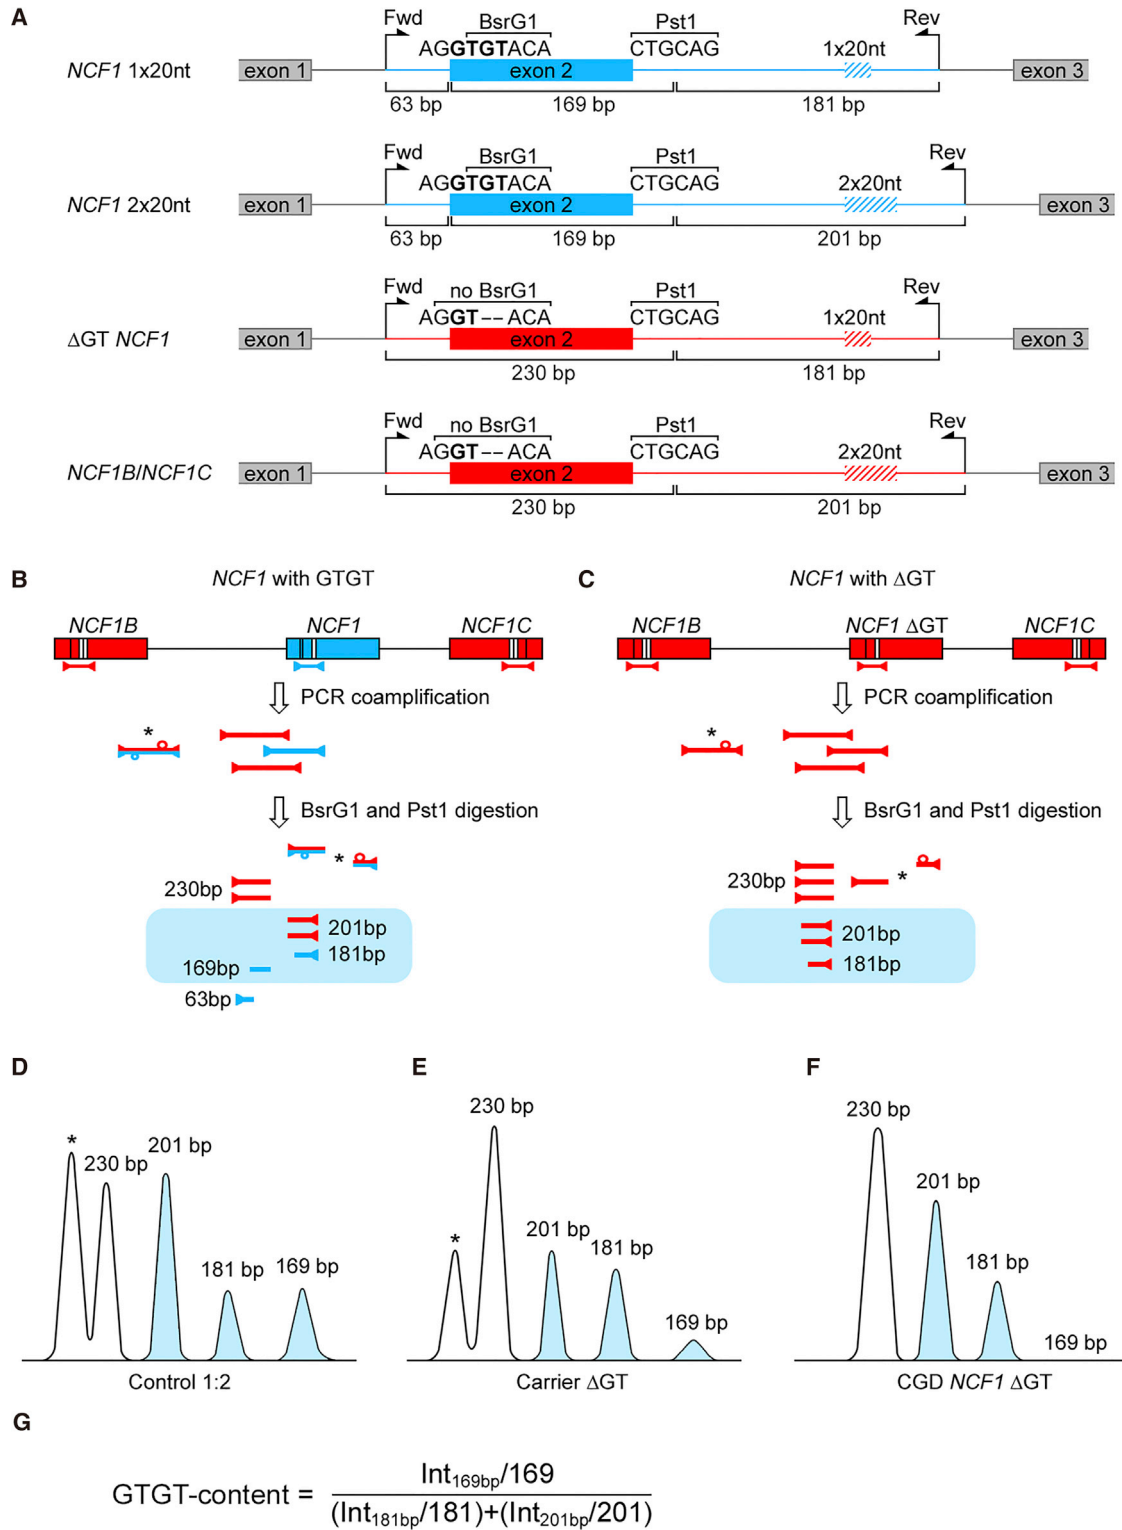 A
Fwd BsrG1 Pst1 Rev
AGGTGTACA CTGCAG 1x20nt
NCF1 1x20nt exon 1 exon 2 exon 3
63 bp 169 bp 181 bp
Fwd BsrG1 Pst1 Rev
AGGTGTACA CTGCAG 2x20nt
NCF1 2x20nt exon 1 exon 2 exon 3
63 bp 169 bp 201 bp
Fwd no BsrG1 Pst1 Rev
AGGT--ACA CTGCAG 1x20nt
ΔGT NCF1 exon 1 exon 2 exon 3
230 bp 181 bp
Fwd no BsrG1 Pst1 Rev
AGGT--ACA CTGCAG 2x20nt
NCF1B/NCF1C exon 1 exon 2 exon 3
230 bp 201 bp
B
NCF1 with GTGT
NCF1B NCF1 NCF1C
PCR coamplification
*
BsrG1 and Pst1 digestion
*
230bp
201bp
181bp
169bp
63bp
C
NCF1 with ΔGT
NCF1B NCF1 ΔGT NCF1C
PCR coamplification
*
BsrG1 and Pst1 digestion
230bp *
201bp
181bp
D
* 230 bp 201 bp 181 bp 169 bp
Control 1:2
E
* 230 bp 201 bp 181 bp 169 bp
Carrier ΔGT
F
230 bp 201 bp 181 bp 169 bp
CGD NCF1 ΔGT
G
GTGT-content = Int169bp/169
(Int181bp/181)+(Int201bp/201)